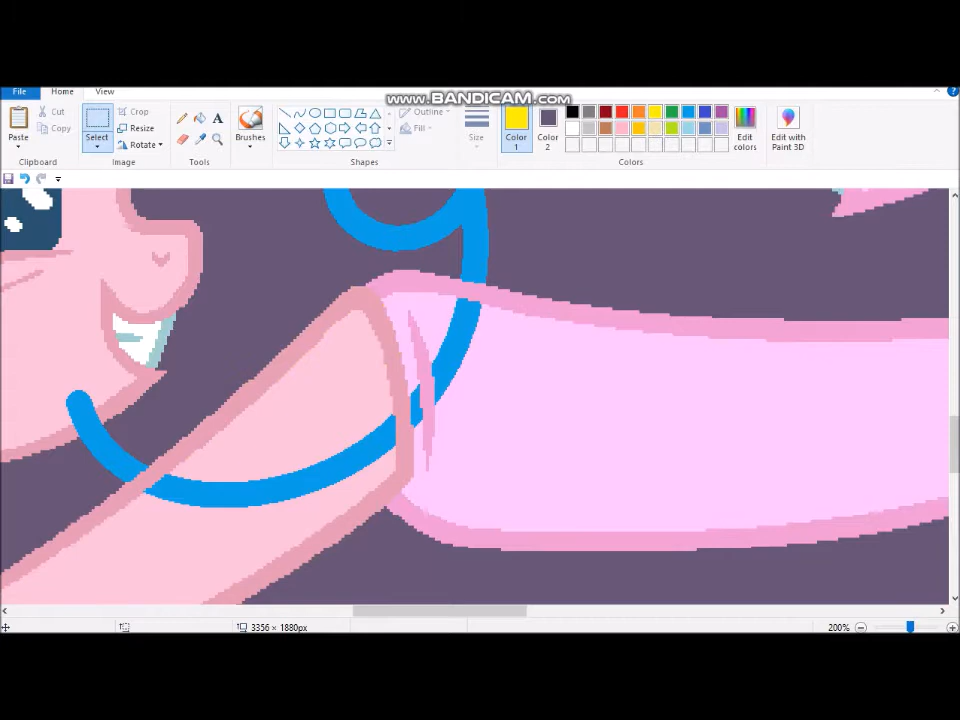 www.BANDICAM.com
File Home View
Paste
Cut
Copy
Clipboard
Select
Crop
Resize
Rotate
Image
A
Tools
Brushes
Outline
Fill
Shapes
Size
Color 1
Color 2
Edit colors
Colors
Edit with Paint 3D
?
3356 × 1880px
200%